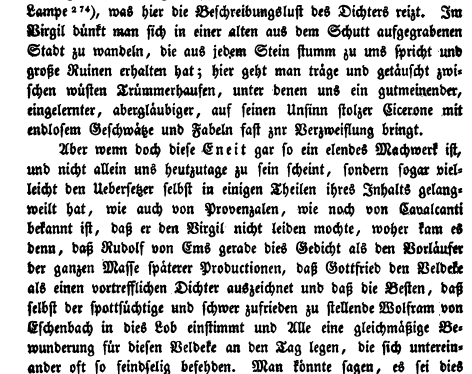 Lampe ²⁷⁴), was hier die Beschreibungslust des Dichters reizt. Im
Virgil dünkt man sich in einer alten aus dem Schutt aufgegrabenen
Stadt zu wandeln, die aus jedem Stein stumm zu uns spricht und
große Ruinen erhalten hat; hier geht man träge und getäuscht zwi-
schen wüsten Trümmerhaufen, unter denen uns ein gutmeinender,
eingelernter, abergläubiger, auf seinen Unsinn stolzer Cicerone mit
endlosem Geschwätze und Fabeln fast znr Verzweiflung bringt.
Aber wenn doch diese Eneit gar so ein elendes Machwerk ist,
und nicht allein uns heutzutage zu sein scheint, sondern sogar viel-
leicht den Uebersetzer selbst in einigen Theilen ihres Inhalts gelang-
weilt hat, wie auch von Provenzalen, wie noch von Cavalcanti
bekannt ist, daß er den Virgil nicht leiden mochte, woher kam es
denn, daß Rudolf von Ems gerade dies Gedicht als den Vorläufer
der ganzen Masse späterer Productionen, daß Gottfried den Veldeke
als einen vortrefflichen Dichter auszeichnet und daß die Besten, daß
selbst der spottsüchtige und schwer zufrieden zu stellende Wolfram von
Eschenbach in dies Lob einstimmt und Alle eine gleichmäßige Be-
wunderung für diesen Veldeke an den Tag legen, die sich unterein-
ander oft so feindselig befehden. Man könnte sagen, es sei dies